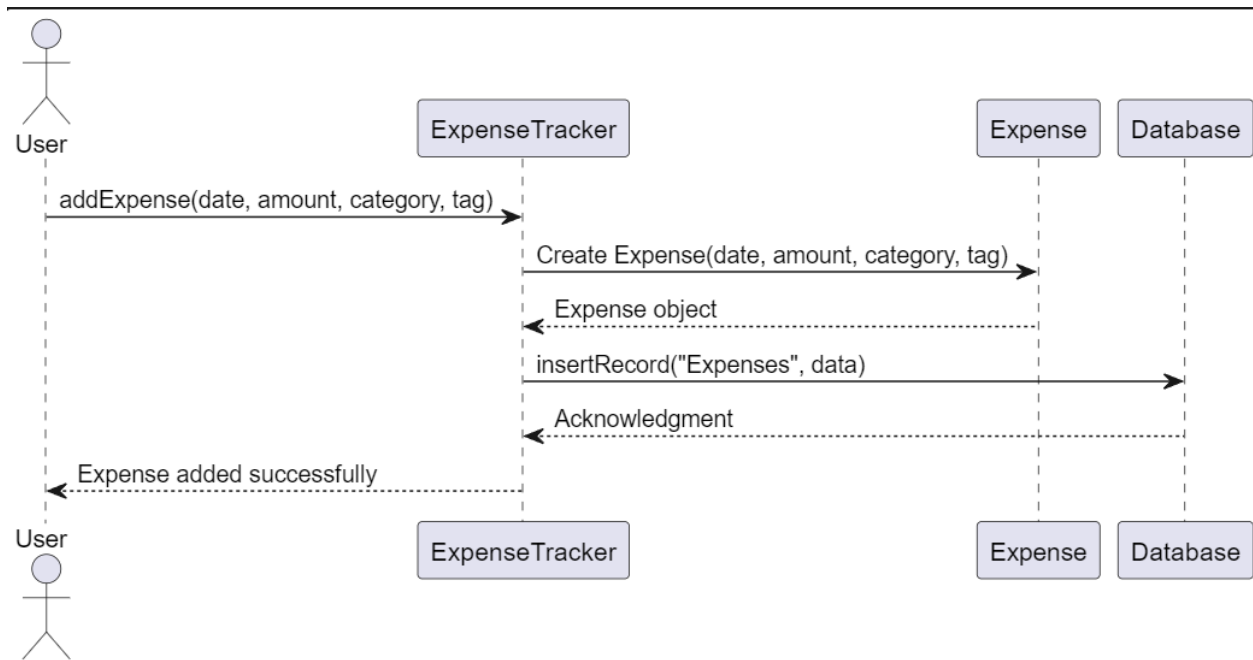 User
ExpenseTracker
Expense
Database
addExpense(date, amount, category, tag)
Create Expense(date, amount, category, tag)
Expense object
insertRecord("Expenses", data)
Acknowledgment
Expense added successfully
User
ExpenseTracker
Expense
Database